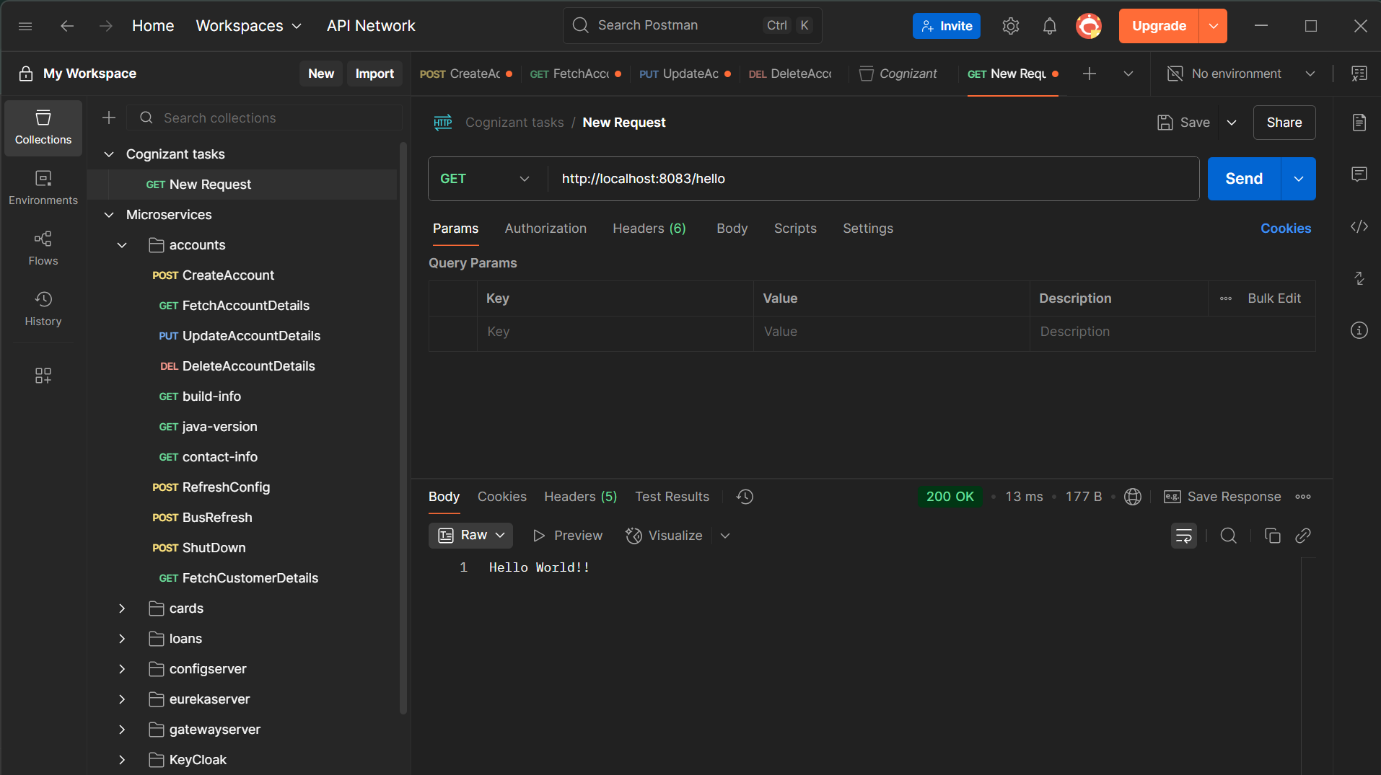 Home Workspaces API Network Search Postman Ctrl K Invite Upgrade
My Workspace New Import POST CreateAc GET FetchAcc PUT UpdateAc DEL DeleteAcc Cognizant GET New Requ No environment
Collections
Environments
Flows
History
Search collections
Cognizant tasks
GET New Request
Microservices
accounts
POST CreateAccount
GET FetchAccountDetails
PUT UpdateAccountDetails
DEL DeleteAccountDetails
GET build-info
GET java-version
GET contact-info
POST RefreshConfig
POST BusRefresh
POST ShutDown
GET FetchCustomerDetails
cards
loans
configserver
eurekaserver
gatewayserver
KeyCloak
HTTP Cognizant tasks / New Request Save Share
GET http://localhost:8083/hello Send
Params Authorization Headers (6) Body Scripts Settings Cookies
Query Params
Key Value Description Bulk Edit
Key Value Description
Body Cookies Headers (5) Test Results 200 OK 13 ms 177 B e.g. Save Response
Raw Preview Visualize
1 Hello World!!